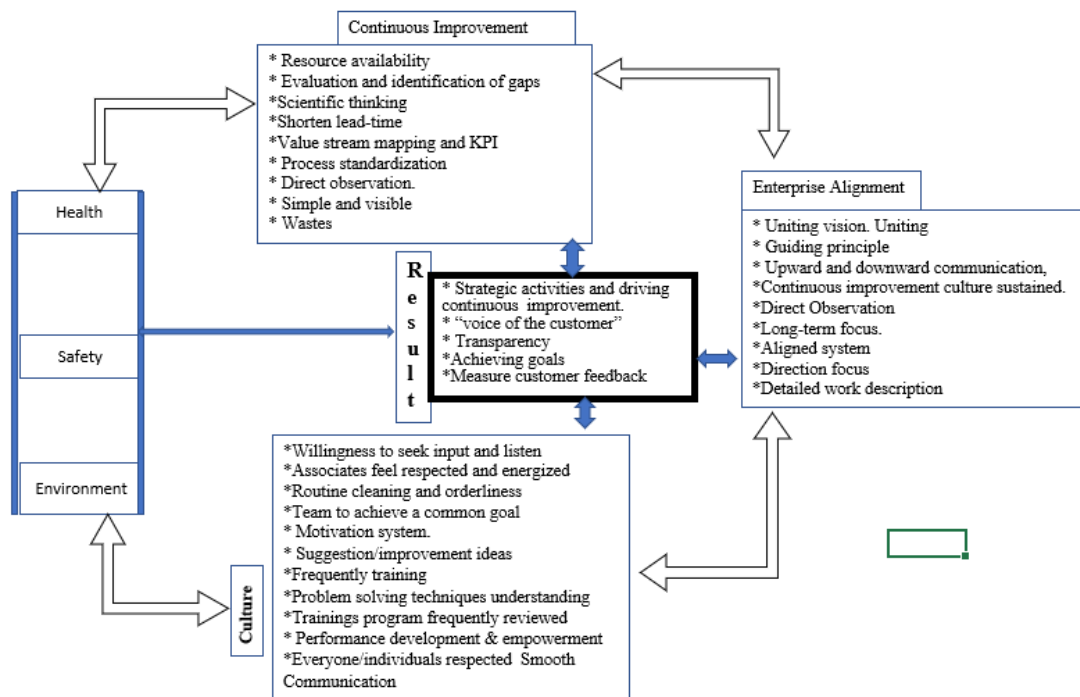 Continuous Improvement
* Resource availability
* Evaluation and identification of gaps
*Scientific thinking
*Shorten lead-time
*Value stream mapping and KPI
* Process standardization
* Direct observation.
* Simple and visible
* Wastes
Health
Safety
Environment
Result
* Strategic activities and driving
continuous improvement.
* “voice of the customer”
* Transparency
*Achieving goals
*Measure customer feedback
Enterprise Alignment
* Uniting vision. Uniting
* Guiding principle
* Upward and downward communication,
*Continuous improvement culture sustained.
*Direct Observation
*Long-term focus.
*Aligned system
*Direction focus
*Detailed work description
Culture
*Willingness to seek input and listen
*Associates feel respected and energized
*Routine cleaning and orderliness
*Team to achieve a common goal
* Motivation system.
* Suggestion/improvement ideas
*Frequently training
*Problem solving techniques understanding
*Trainings program frequently reviewed
* Performance development & empowerment
*Everyone/individuals respected Smooth
Communication